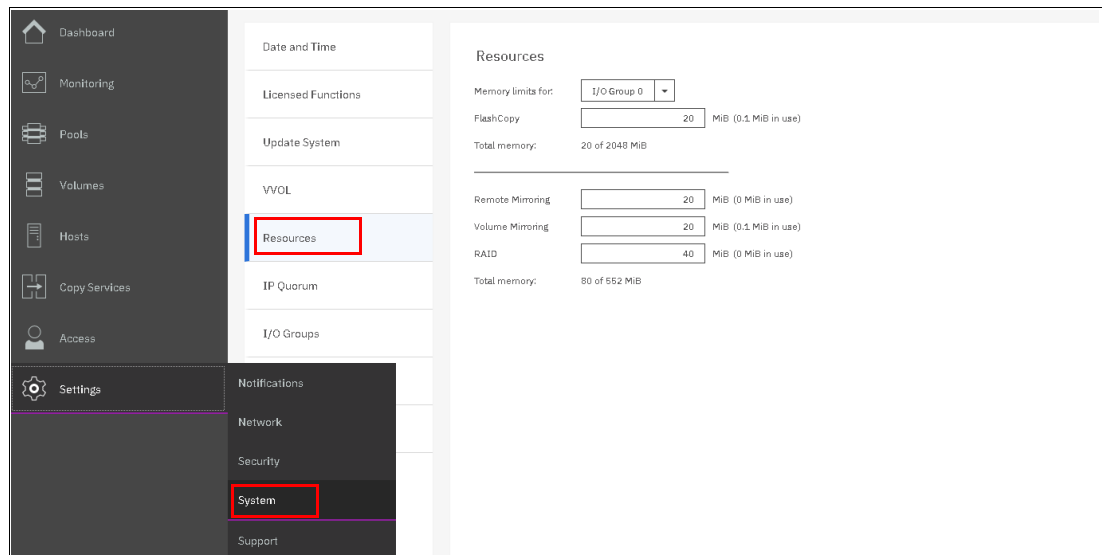 Dashboard
Monitoring
Pools
Volumes
Hosts
Copy Services
Access
Settings
Notifications
Network
Security
System
Support
Date and Time
Licensed Functions
Update System
VVOL
Resources
IP Quorum
I/O Groups
Resources
Memory limits for: I/O Group 0
FlashCopy 20 MiB (0.1 MiB in use)
Total memory: 20 of 2048 MiB
Remote Mirroring 20 MiB (0 MiB in use)
Volume Mirroring 20 MiB (0.1 MiB in use)
RAID 40 MiB (0 MiB in use)
Total memory: 80 of 552 MiB